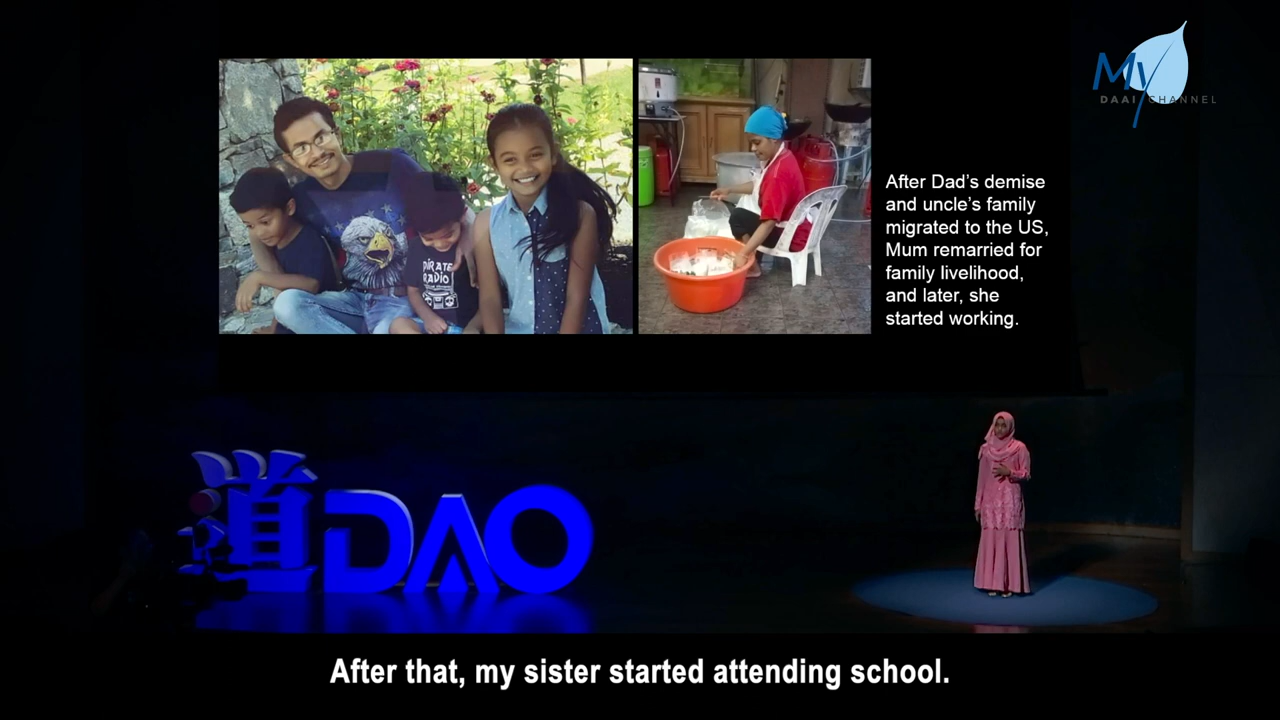 My
DAAI CHANNEL
After Dad’s demise
and uncle’s family
migrated to the US,
Mum remarried for
family livelihood,
and later, she
started working.
PIRATE
RADIO
道DAO
After that, my sister started attending school.